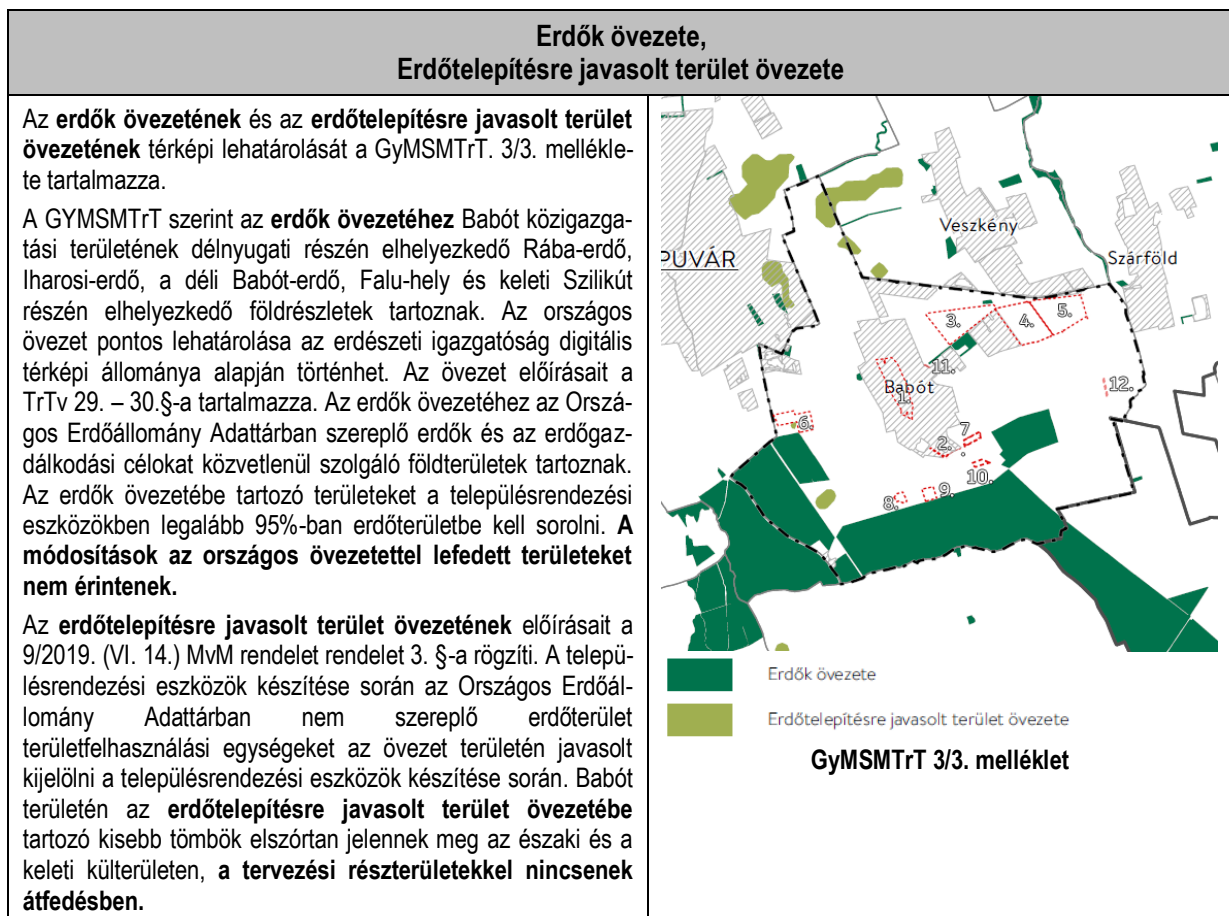 Erdők övezete,
Erdőtelepítésre javasolt terület övezete
Az erdők övezetének és az erdőtelepítésre javasolt terület
övezetének térképi lehatárolását a GyMSMTrT. 3/3. mellékle-
te tartalmazza.
A GYMSMTrT szerint az erdők övezetéhez Babót közigazga-
tási területének délnyugati részén elhelyezkedő Rába-erdő,
Iharosi-erdő, a déli Babót-erdő, Falu-hely és keleti Szilikút
részén elhelyezkedő földrészletek tartoznak. Az országos
övezet pontos lehatárolása az erdészeti igazgatóság digitális
térképi állománya alapján történhet. Az övezet előírásait a
TrTv 29. – 30.§-a tartalmazza. Az erdők övezetéhez az Orszá-
gos Erdőállomány Adattárban szereplő erdők és az erdőgaz-
dálkodási célokat közvetlenül szolgáló földterületek tartoznak.
Az erdők övezetébe tartozó területeket a településrendezési
eszközökben legalább 95%-ban erdőterületbe kell sorolni. A
módosítások az országos övezetettel lefedett területeket
nem érintenek.
Az erdőtelepítésre javasolt terület övezetének előírásait a
9/2019. (VI. 14.) MvM rendelet rendelet 3. §-a rögzíti. A telepü-
lésrendezési eszközök készítése során az Országos Erdőál-
lomány Adattárban nem szereplő erdőterület
területfelhasználási egységeket az övezet területén javasolt
kijelölni a településrendezési eszközök készítése során. Babót
területén az erdőtelepítésre javasolt terület övezetébe
tartozó kisebb tömbök elszórtan jelennek meg az északi és a
keleti külterületen, a tervezési részterületekkel nincsenek
átfedésben.
Veszkény
PUVÁR
Szárföld
3.
4.
5.
11.
12.
Babót
1.
6.
7.
2.
10.
8.
9.
Erdők övezete
Erdőtelepítésre javasolt terület övezete
GyMSMTrT 3/3. melléklet